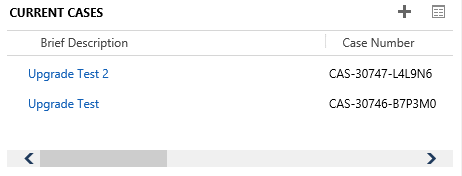 CURRENT CASES
Brief Description Case Number
Upgrade Test 2 CAS-30747-L4L9N6
Upgrade Test CAS-30746-B7P3M0